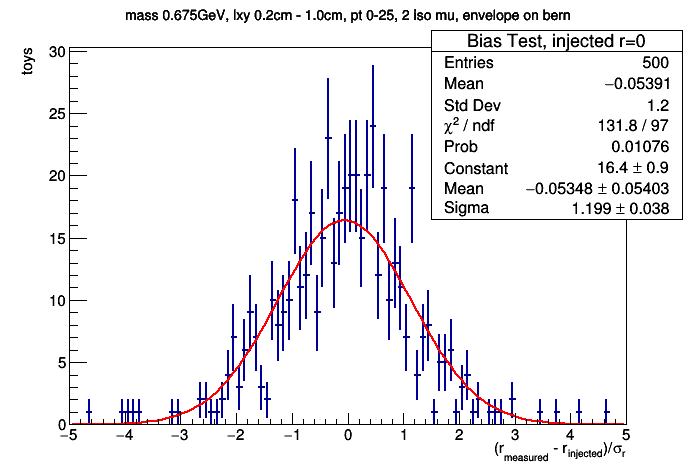 mass 0.675GeV, lxy 0.2cm - 1.0cm, pt 0-25, 2 Iso mu, envelope on bern
Bias Test, injected r=0
Entries 500
Mean −0.05391
Std Dev 1.2
χ² / ndf 131.8 / 97
Prob 0.01076
Constant 16.4 ± 0.9
Mean −0.05348 ± 0.05403
Sigma 1.199 ± 0.038
toys
30
25
20
15
10
5
0
−5 −4 −3 −2 −1 0 1 2 3 4 5
(r_measured - r_injected)/σ_r